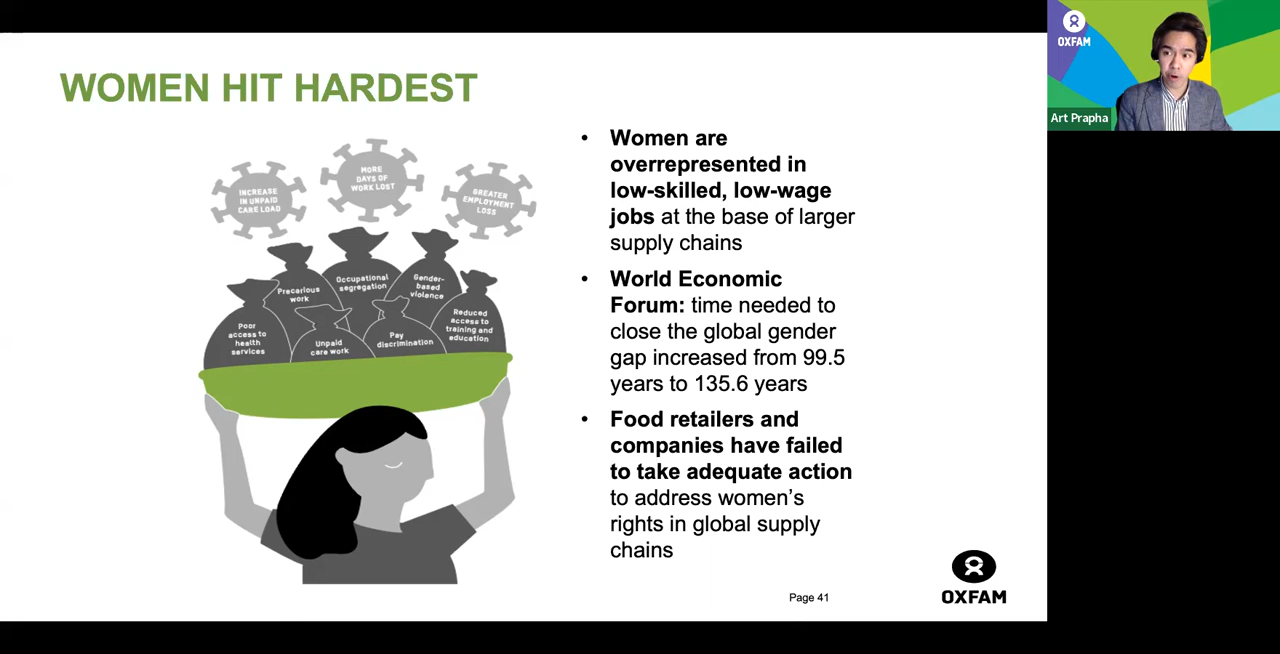 WOMEN HIT HARDEST
INCREASE
IN UNPAID
CARE LOAD
MORE
DAYS OF
WORK LOST
GREATER
EMPLOYMENT
LOSS
Precarious
work
Occupational
segregation
Gender-
based
violence
Poor
access to
health
services
Unpaid
care work
Pay
discrimination
Reduced
access to
training and
education
• Women are
overrepresented in
low-skilled, low-wage
jobs at the base of larger
supply chains
• World Economic
Forum: time needed to
close the global gender
gap increased from 99.5
years to 135.6 years
• Food retailers and
companies have failed
to take adequate action
to address women’s
rights in global supply
chains
Page 41
OXFAM
OXFAM
Art Prapha